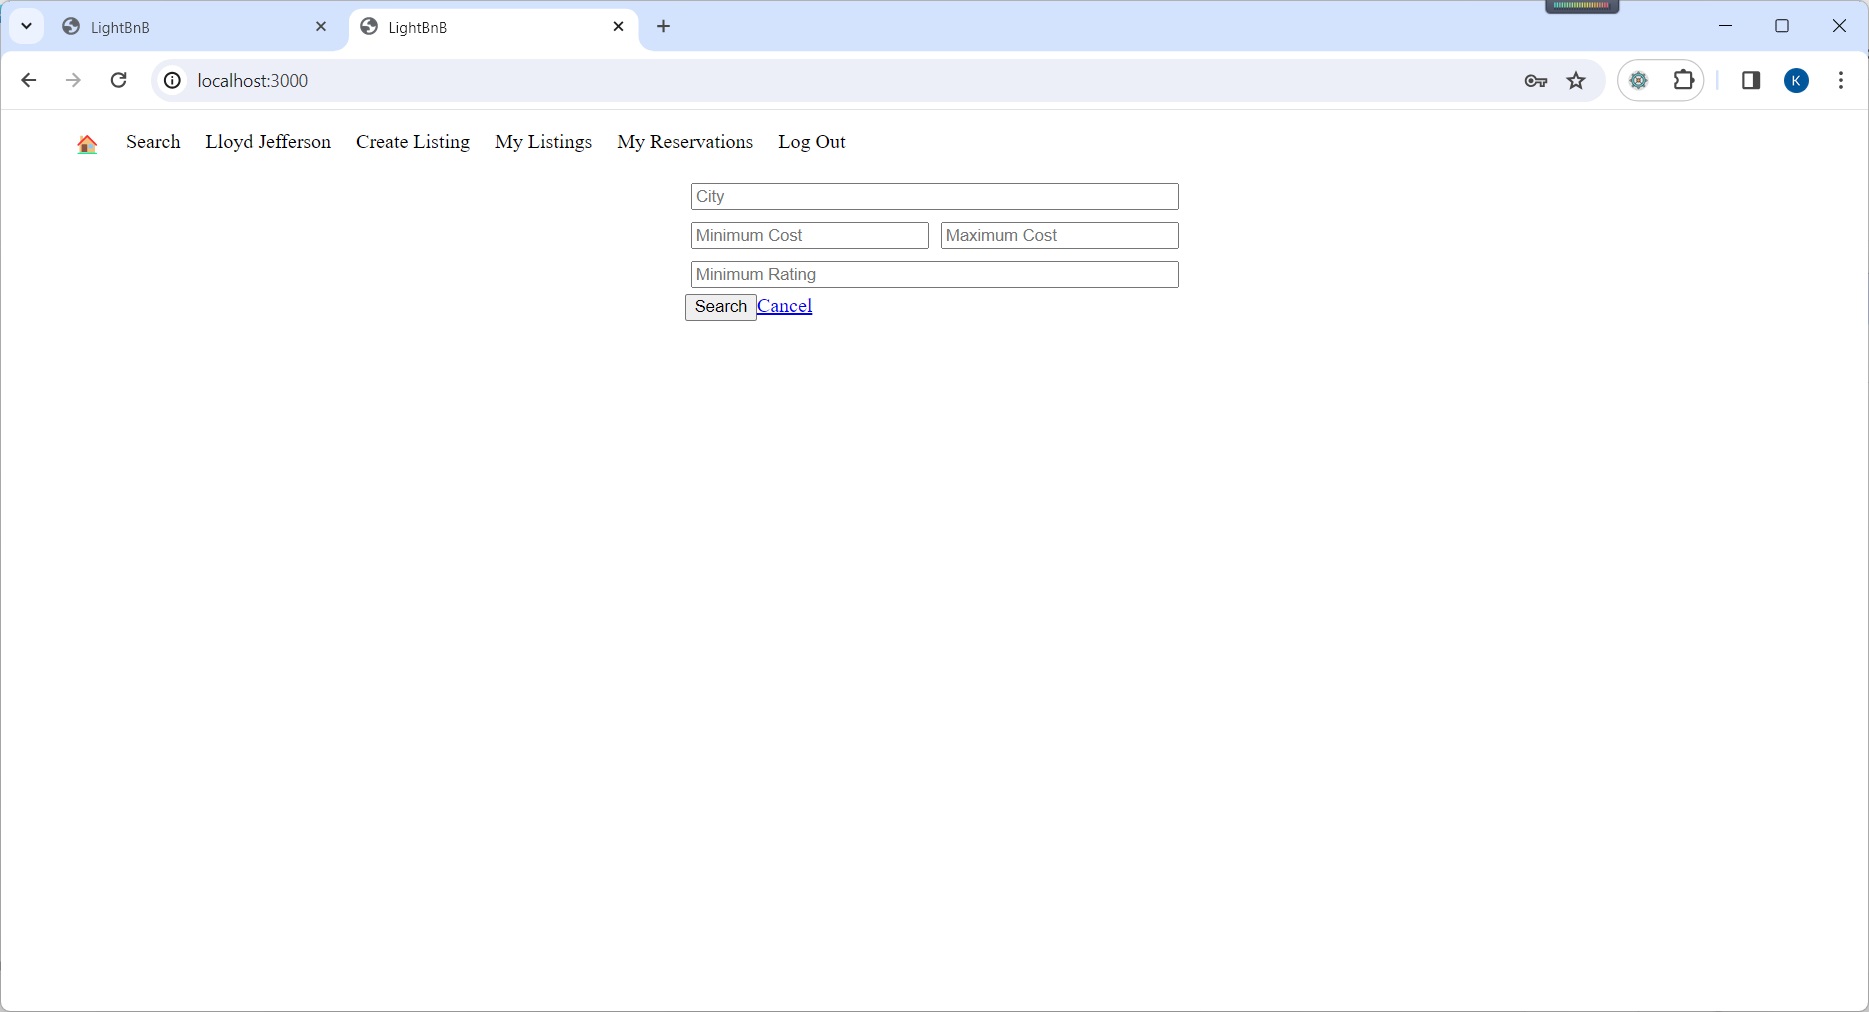 LightBnB
LightBnB
localhost:3000
K
Search Lloyd Jefferson Create Listing My Listings My Reservations Log Out
City
Minimum Cost Maximum Cost
Minimum Rating
Search Cancel